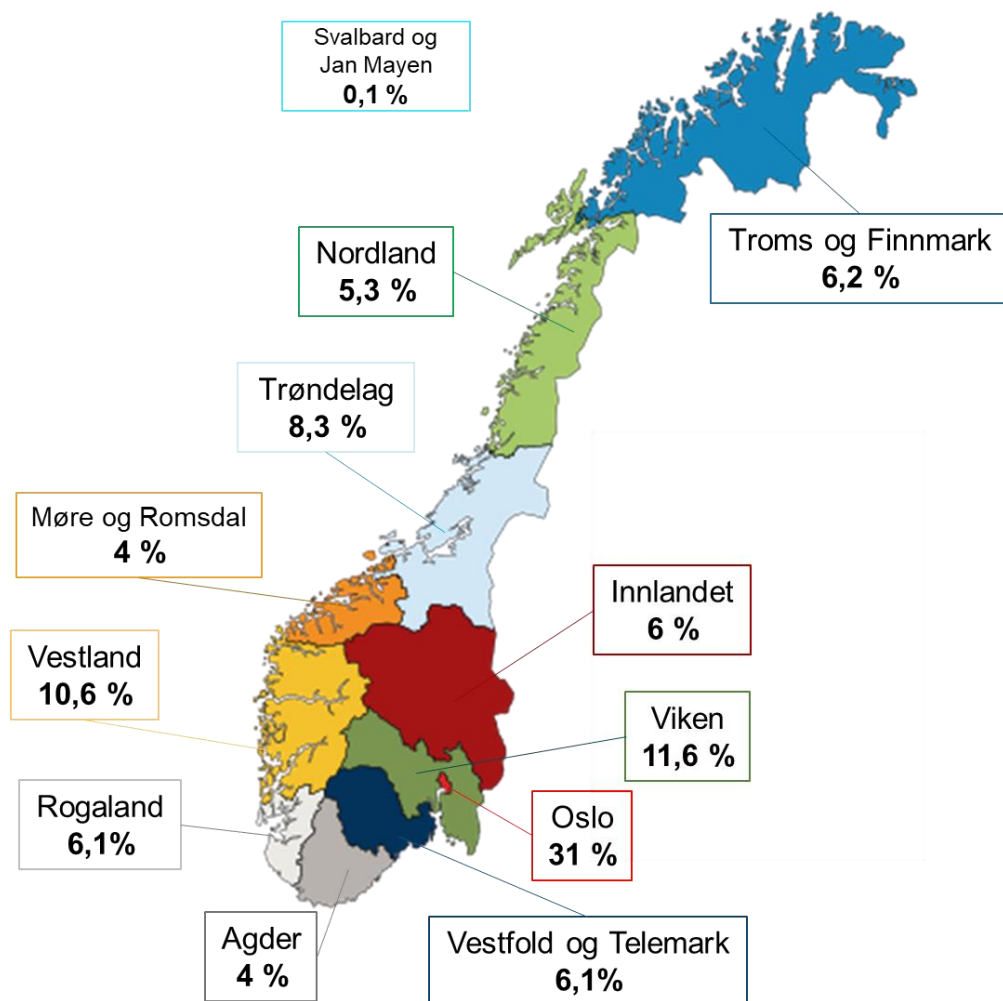 Svalbard og
Jan Mayen
0,1 %
Troms og Finnmark
6,2 %
Nordland
5,3 %
Trøndelag
8,3 %
Møre og Romsdal
4 %
Innlandet
6 %
Vestland
10,6 %
Viken
11,6 %
Rogaland
6,1%
Oslo
31 %
Agder
4 %
Vestfold og Telemark
6,1%